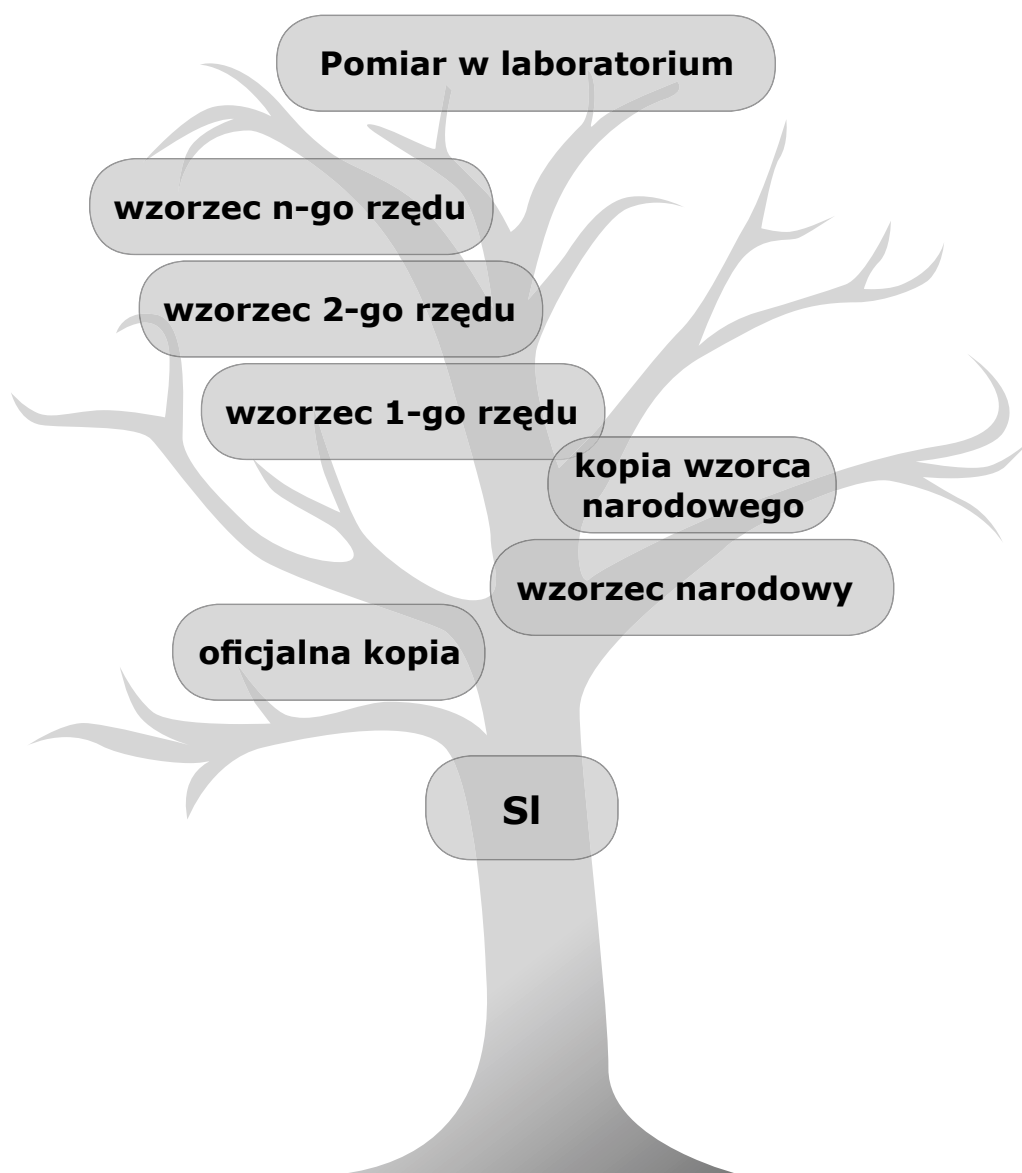 Pomiar w laboratorium
wzorzec n-go rzędu
wzorzec 2-go rzędu
wzorzec 1-go rzędu
kopia wzorca
narodowego
wzorzec narodowy
oficjalna kopia
SI